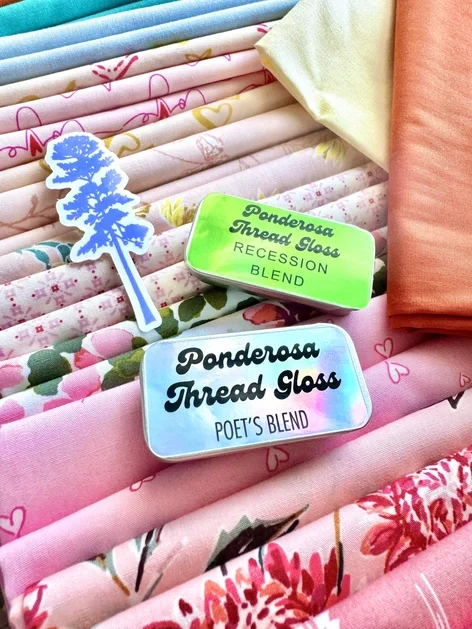 Ponderosa
Thread Gloss
RECESSION
BLEND
Ponderosa
Thread Gloss
POET'S BLEND